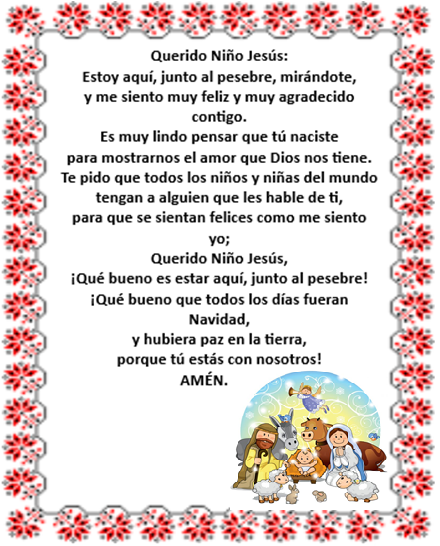 Querido Niño Jesús:
Estoy aquí, junto al pesebre, mirándote,
y me siento muy feliz y muy agradecido
contigo.
Es muy lindo pensar que tú naciste
para mostrarnos el amor que Dios nos tiene.
Te pido que todos los niños y niñas del mundo
tengan a alguien que les hable de ti,
para que se sientan felices como me siento
yo;
Querido Niño Jesús,
¡Qué bueno es estar aquí, junto al pesebre!
¡Qué bueno que todos los días fueran
Navidad,
y hubiera paz en la tierra,
porque tú estás con nosotros!
AMÉN.